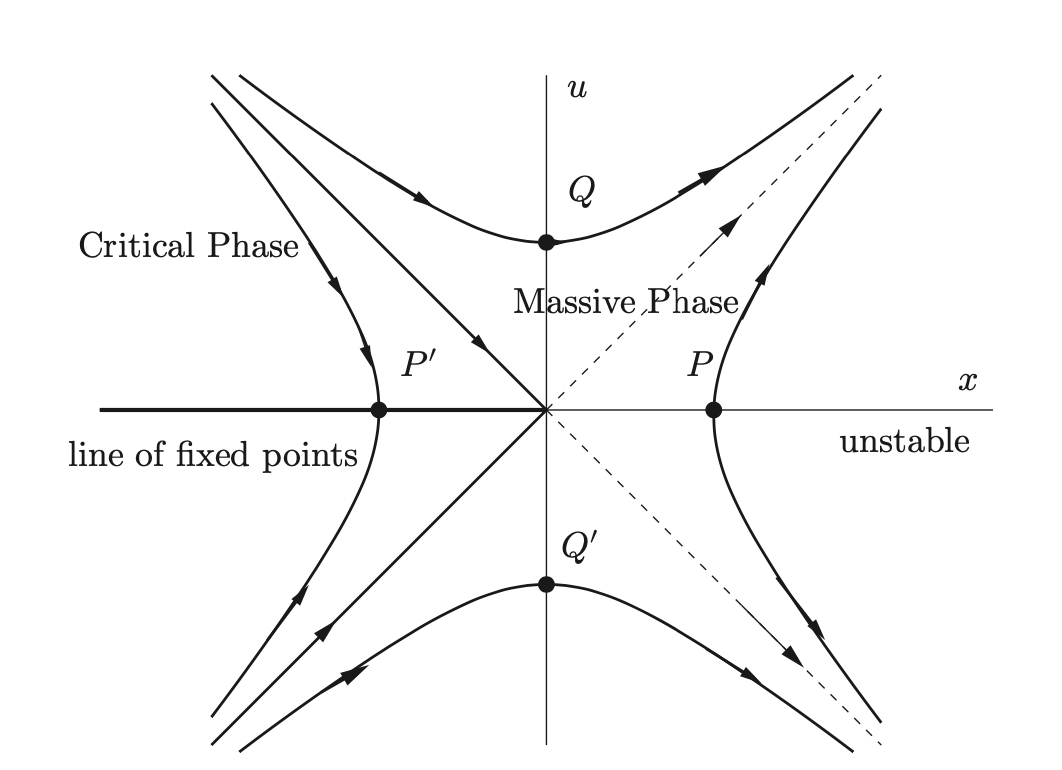 u
Q
Critical Phase
Massive Phase
P′
P
x
line of fixed points
unstable
Q′